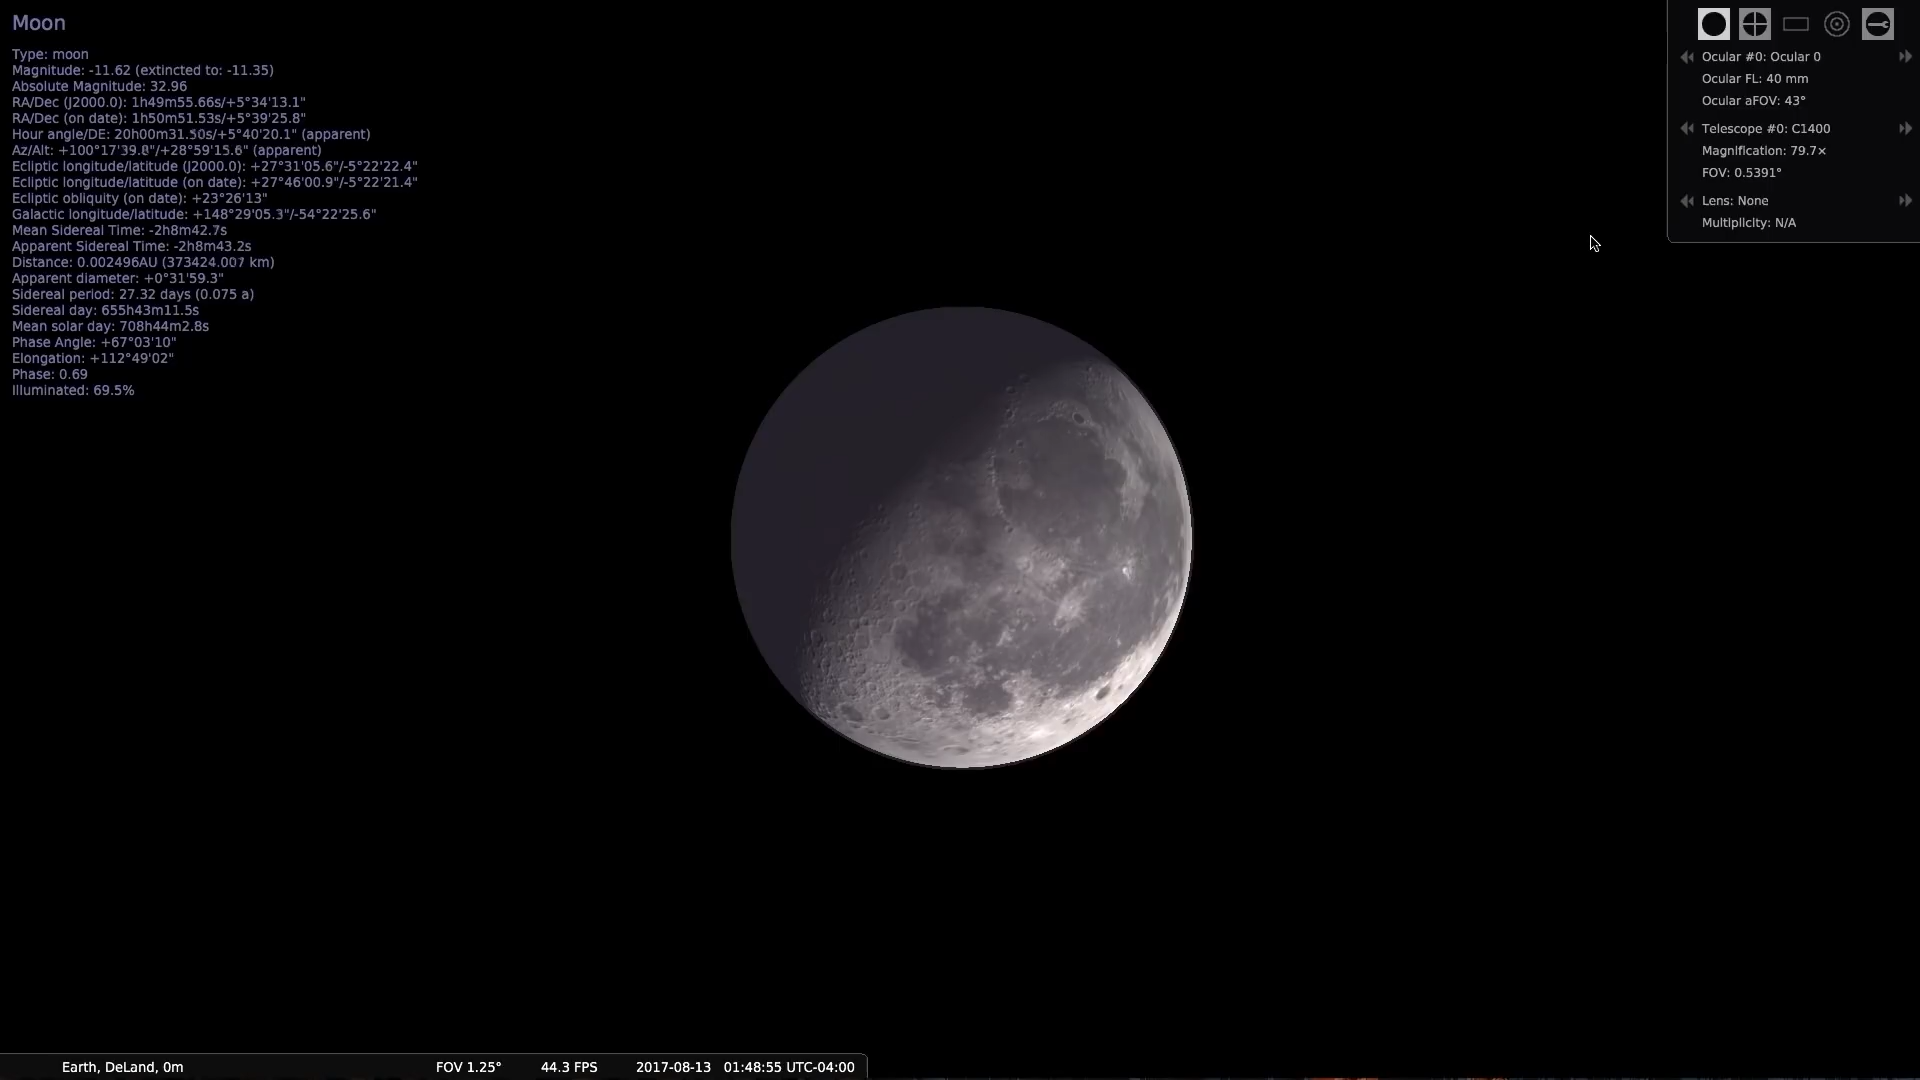 Moon
Type: moon
Magnitude: -11.62 (extincted to: -11.35)
Absolute Magnitude: 32.96
RA/Dec (J2000.0): 1h49m55.66s/+5°34'13.1"
RA/Dec (on date): 1h50m51.53s/+5°39'25.8"
Hour angle/DE: 20h00m31.50s/+5°40'20.1" (apparent)
Az/Alt: +100°17'39.8"/+28°59'15.6" (apparent)
Ecliptic longitude/latitude (J2000.0): +27°31'05.6"/-5°22'22.4"
Ecliptic longitude/latitude (on date): +27°46'00.9"/-5°22'21.4"
Ecliptic obliquity (on date): +23°26'13"
Galactic longitude/latitude: +148°29'05.3"/-54°22'25.6"
Mean Sidereal Time: -2h8m42.7s
Apparent Sidereal Time: -2h8m43.2s
Distance: 0.002496AU (373424.007 km)
Apparent diameter: +0°31'59.3"
Sidereal period: 27.32 days (0.075 a)
Sidereal day: 655h43m11.5s
Mean solar day: 708h44m2.8s
Phase Angle: +67°03'10"
Elongation: +112°49'02"
Phase: 0.69
Illuminated: 69.5%
Ocular #0: Ocular 0
Ocular FL: 40 mm
Ocular aFOV: 43°
Telescope #0: C1400
Magnification: 79.7×
FOV: 0.5391°
Lens: None
Multiplicity: N/A
Earth, DeLand, 0m FOV 1.25° 44.3 FPS 2017-08-13 01:48:55 UTC-04:00